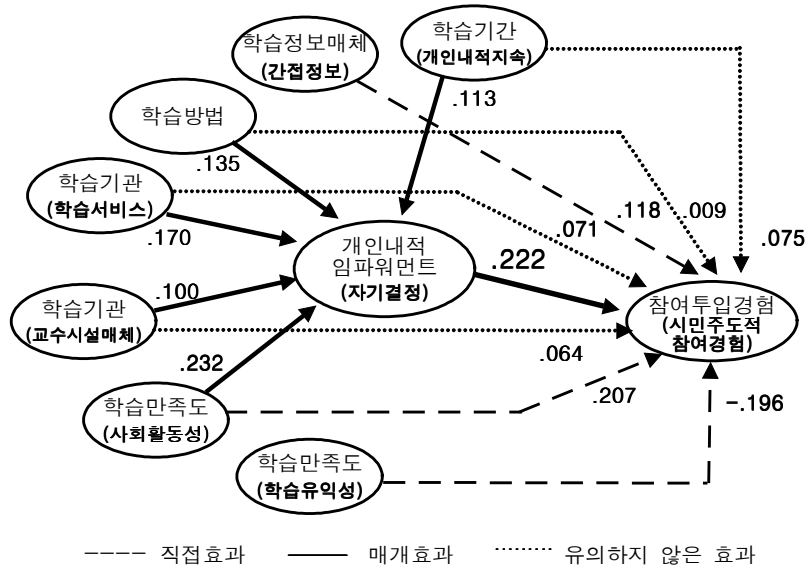 학습정보매체
(간접정보)
학습기간
(개인내적지속)
.113
학습방법
.135
학습기관
(학습서비스)
.170
.118
.009
.071
.075
개인내적
임파워먼트
(자기결정)
.222
학습기관
(교수시설매체)
.100
참여투입경험
(시민주도적
참여경험)
.064
.232
.207
-.196
학습만족도
(사회활동성)
학습만족도
(학습유익성)
직접효과
매개효과
유의하지 않은 효과